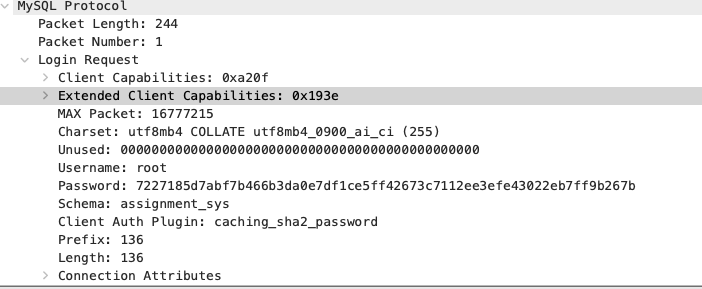 MySQL Protocol
Packet Length: 244
Packet Number: 1
Login Request
Client Capabilities: 0xa20f
Extended Client Capabilities: 0x193e
MAX Packet: 16777215
Charset: utf8mb4 COLLATE utf8mb4_0900_ai_ci (255)
Unused: 0000000000000000000000000000000000000000000000
Username: root
Password: 7227185d7abf7b466b3da0e7df1ce5ff42673c7112ee3efe43022eb7ff9b267b
Schema: assignment_sys
Client Auth Plugin: caching_sha2_password
Prefix: 136
Length: 136
Connection Attributes